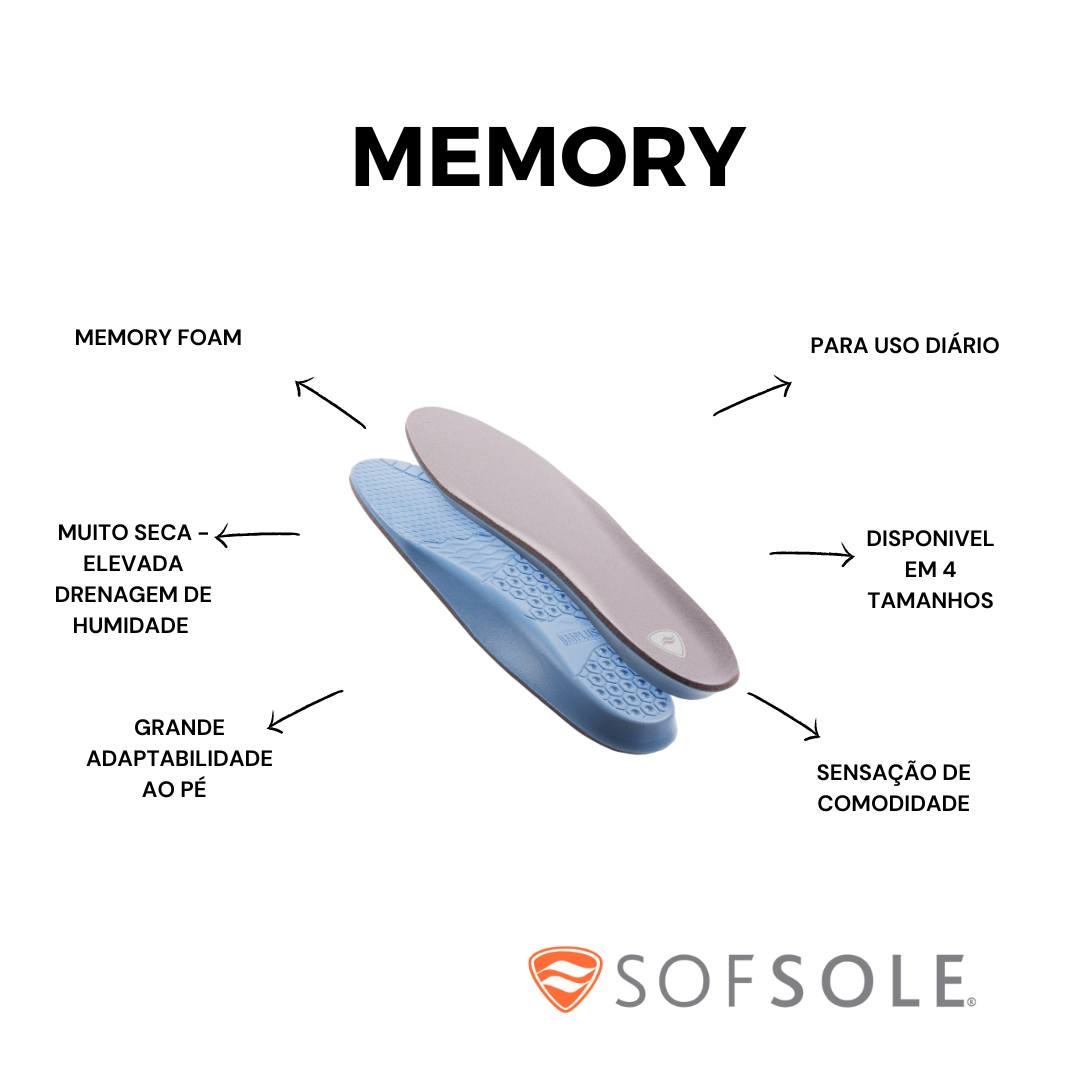 MEMORY
MEMORY FOAM
PARA USO DIÁRIO
MUITO SECA -
ELEVADA
DRENAGEM DE
HUMIDADE
DISPONIVEL
EM 4
TAMANHOS
GRANDE
ADAPTABILIDADE
AO PÉ
SENSAÇÃO DE
COMODIDADE
SOFSOLE®